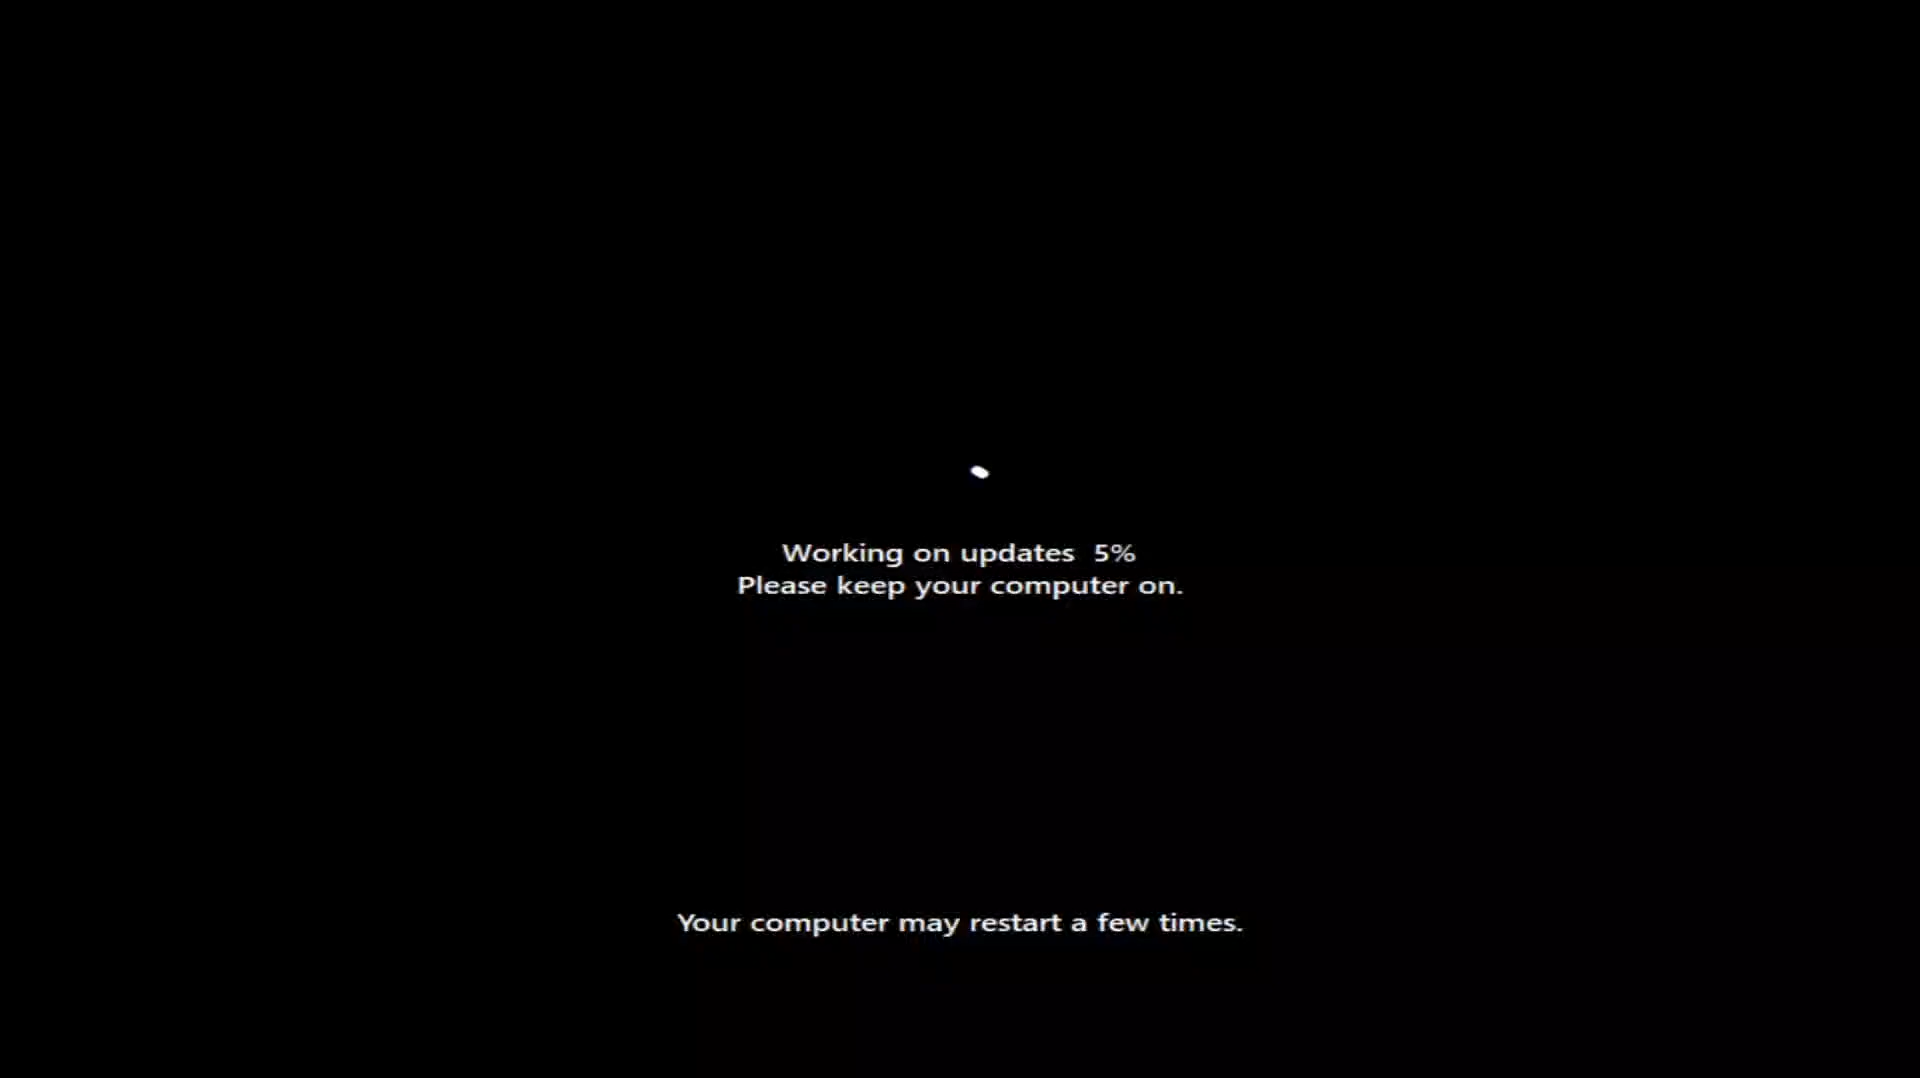 Working on updates  5%
Please keep your computer on.
Your computer may restart a few times.